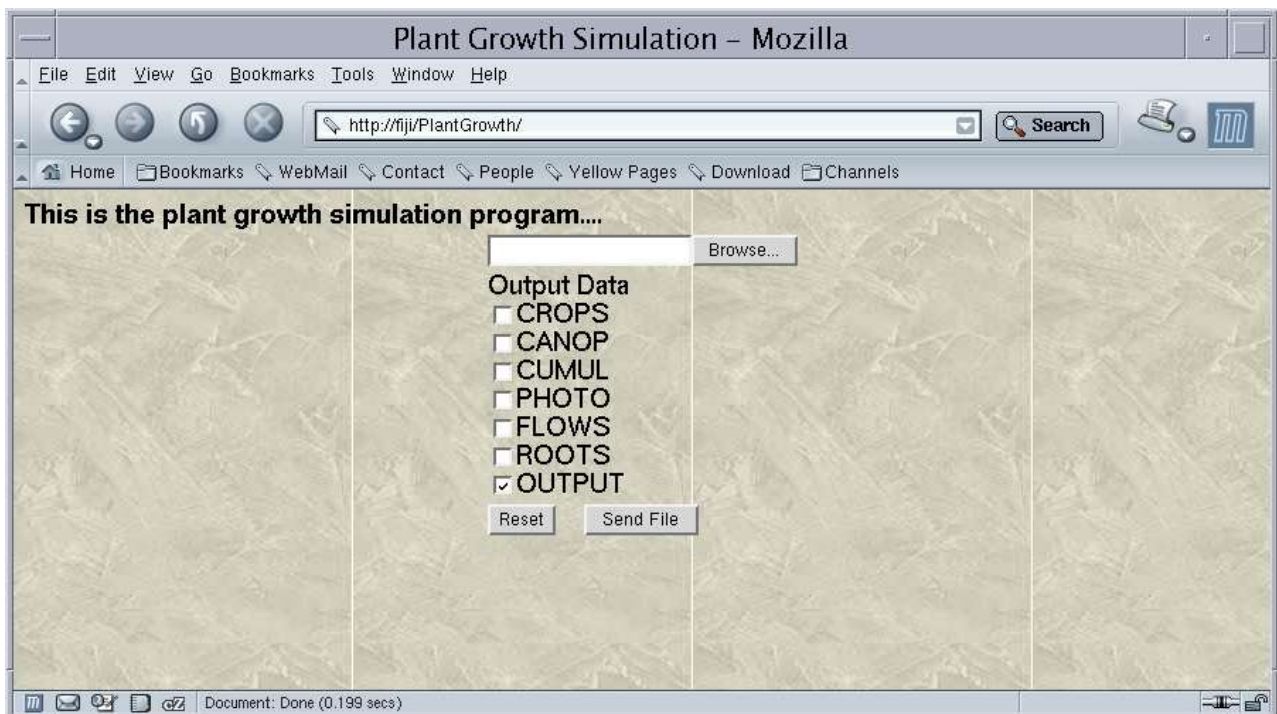 Plant Growth Simulation – Mozilla
File Edit View Go Bookmarks Tools Window Help
http://fiji/PlantGrowth/ Search
Home Bookmarks WebMail Contact People Yellow Pages Download Channels
This is the plant growth simulation program....
Browse...
Output Data
CROPS
CANOP
CUMUL
PHOTO
FLOWS
ROOTS
OUTPUT
Reset Send File
Document: Done (0.199 secs)